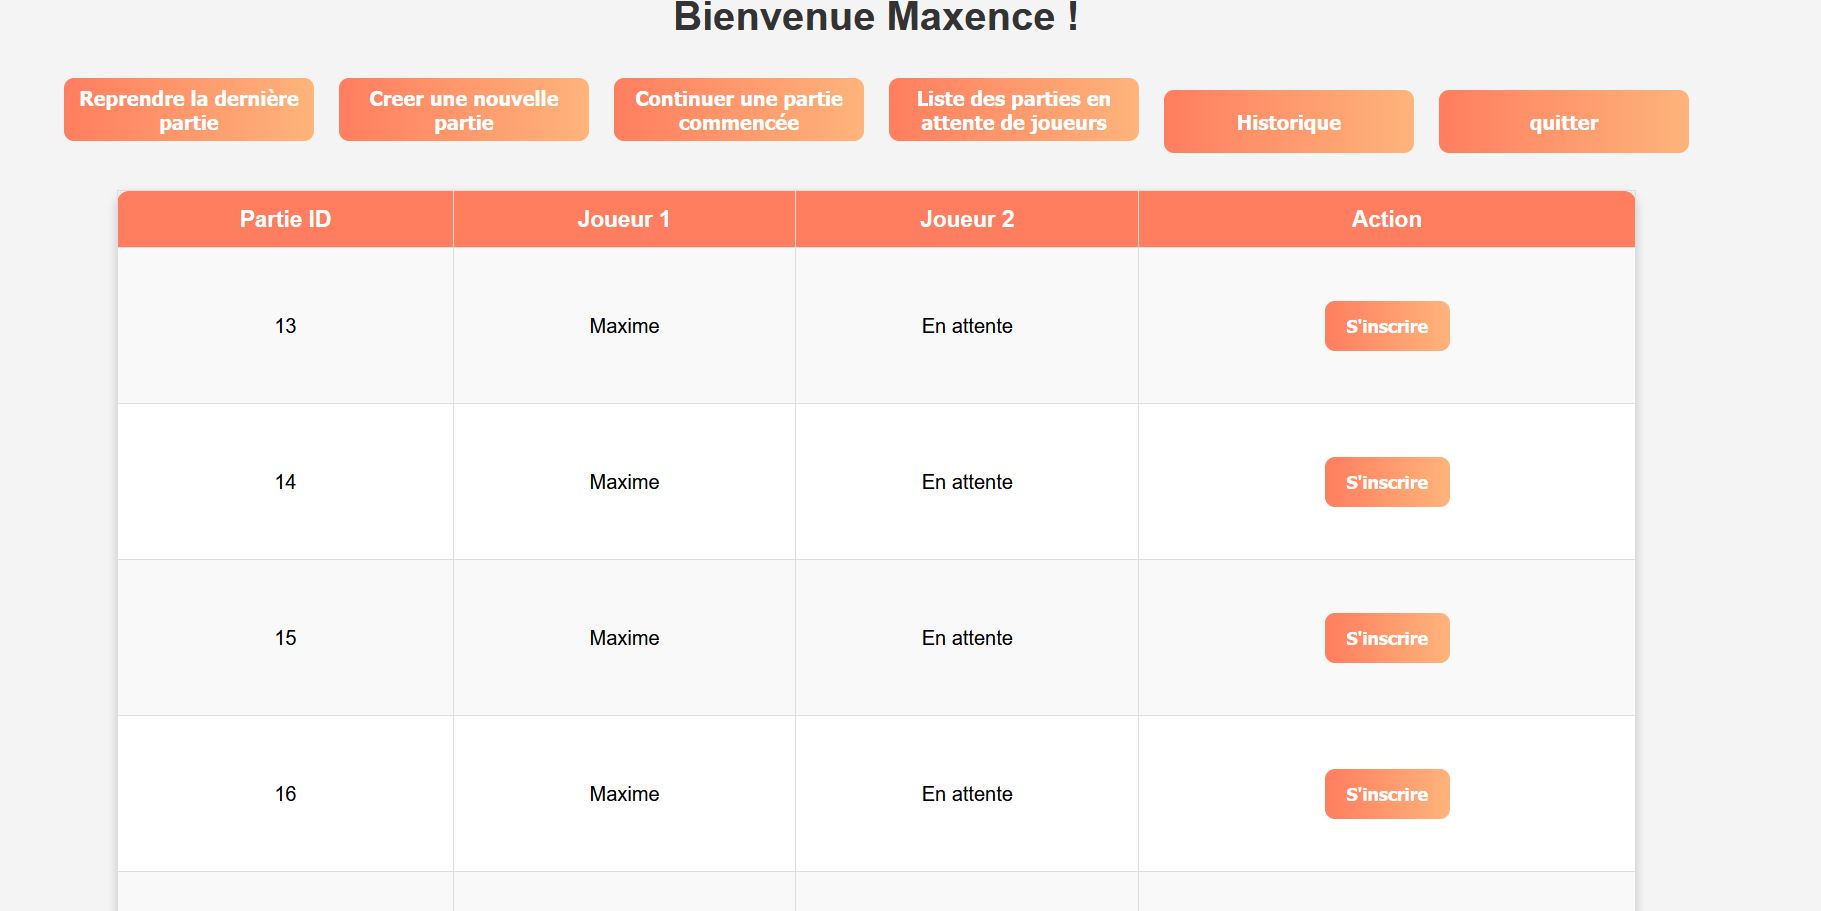 Bienvenue Maxence !
Reprendre la dernière
partie
Creer une nouvelle
partie
Continuer une partie
commencée
Liste des parties en
attente de joueurs
Historique
quitter
Partie ID Joueur 1 Joueur 2 Action
13 Maxime En attente S'inscrire
14 Maxime En attente S'inscrire
15 Maxime En attente S'inscrire
16 Maxime En attente S'inscrire